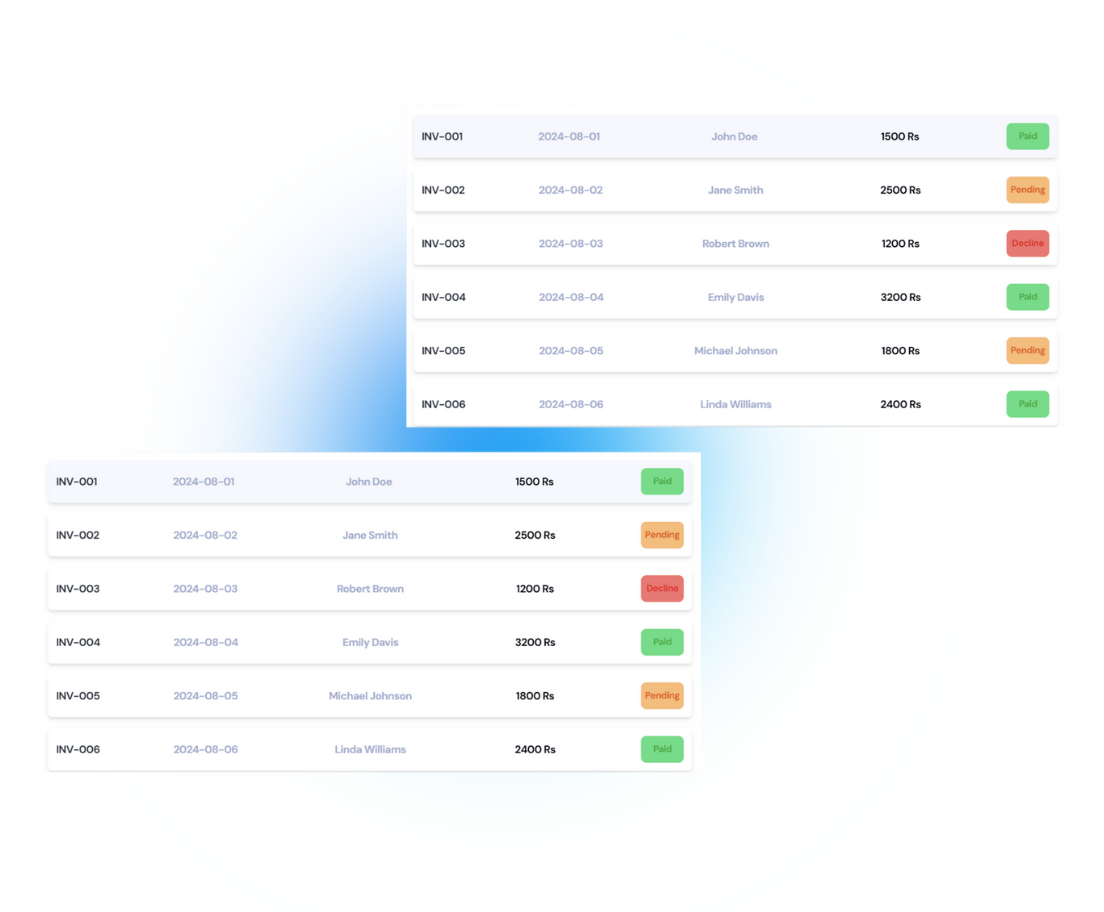 INV-001 2024-08-01 John Doe 1500 Rs Paid
INV-002 2024-08-02 Jane Smith 2500 Rs Pending
INV-003 2024-08-03 Robert Brown 1200 Rs Decline
INV-004 2024-08-04 Emily Davis 3200 Rs Paid
INV-005 2024-08-05 Michael Johnson 1800 Rs Pending
INV-006 2024-08-06 Linda Williams 2400 Rs Paid
INV-001 2024-08-01 John Doe 1500 Rs Paid
INV-002 2024-08-02 Jane Smith 2500 Rs Pending
INV-003 2024-08-03 Robert Brown 1200 Rs Decline
INV-004 2024-08-04 Emily Davis 3200 Rs Paid
INV-005 2024-08-05 Michael Johnson 1800 Rs Pending
INV-006 2024-08-06 Linda Williams 2400 Rs Paid